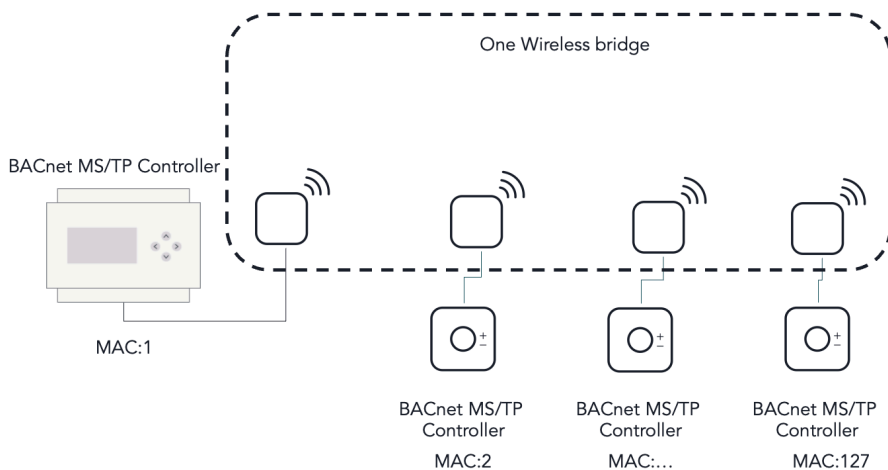 One Wireless bridge
BACnet MS/TP Controller
MAC:1
+
–
+
–
+
–
BACnet MS/TP
Controller
MAC:2
BACnet MS/TP
Controller
MAC:...
BACnet MS/TP
Controller
MAC:127